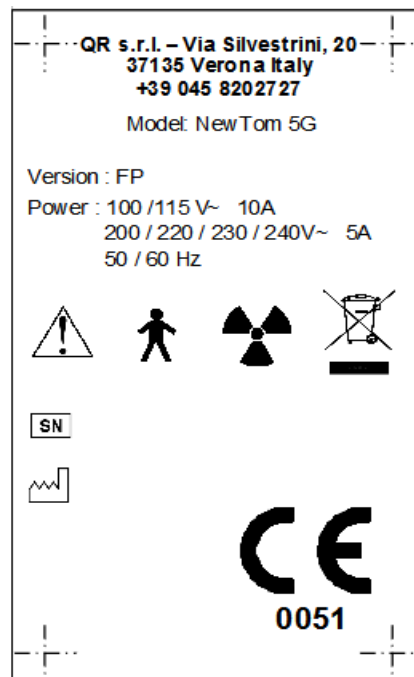 QR s.r.l. – Via Silvestrini, 20
37135 Verona Italy
+39 045 8202727
Model: NewTom 5G
Version : FP
Power : 100 /115 V~ 10A
200 / 220 / 230 / 240V~ 5A
50 / 60 Hz
SN
CE
0051